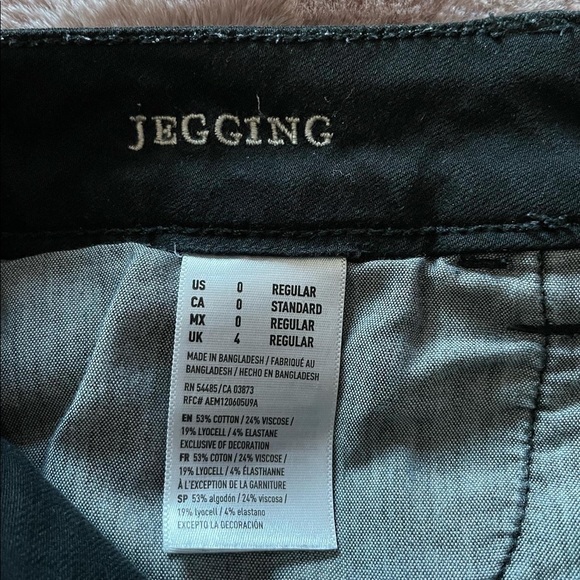 JEGGING
US 0 REGULAR
CA 0 STANDARD
MX 0 REGULAR
UK 4 REGULAR
MADE IN BANGLADESH / FABRIQUÉ AU
BANGLADESH / HECHO EN BANGLADESH
RN 54485/CA 03873
RFC# AEM120605U9A
EN 53% COTTON / 24% VISCOSE /
19% LYOCELL / 4% ELASTANE
EXCLUSIVE OF DECORATION
FR 53% COTON / 24% VISCOSE /
19% LYOCELL / 4% ÉLASTHANNE
À L'EXCEPTION DE LA GARNITURE
SP 53% algodón / 24% viscosa /
19% lyocell / 4% elastano
EXCEPTO LA DECORACIÓN